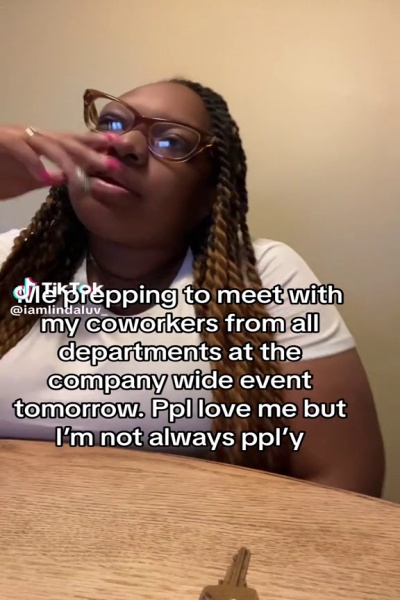 TikTok
@iamlindaluv_
Me prepping to meet with
my coworkers from all
departments at the
company wide event
tomorrow. Ppl love me but
I'm not always ppl'y